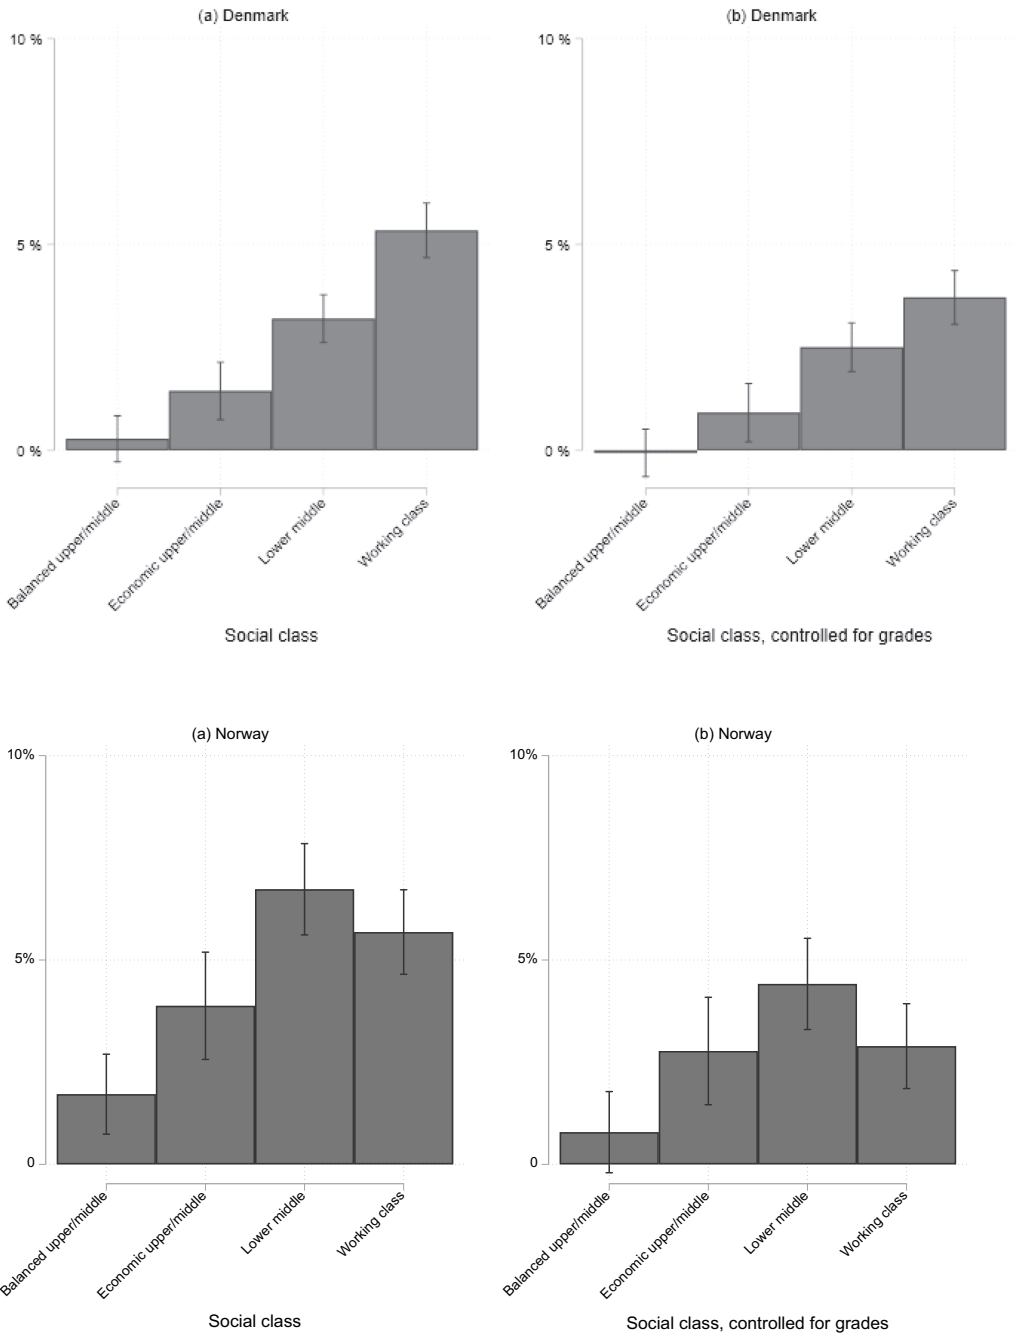 (a) Denmark
10 %
5 %
0 %
Balanced upper/middle
Economic upper/middle
Lower middle
Working class
Social class
(b) Denmark
10 %
5 %
0 %
Balanced upper/middle
Economic upper/middle
Lower middle
Working class
Social class, controlled for grades
(a) Norway
10%
5%
0
Balanced upper/middle
Economic upper/middle
Lower middle
Working class
Social class
(b) Norway
10%
5%
0
Balanced upper/middle
Economic upper/middle
Lower middle
Working class
Social class, controlled for grades